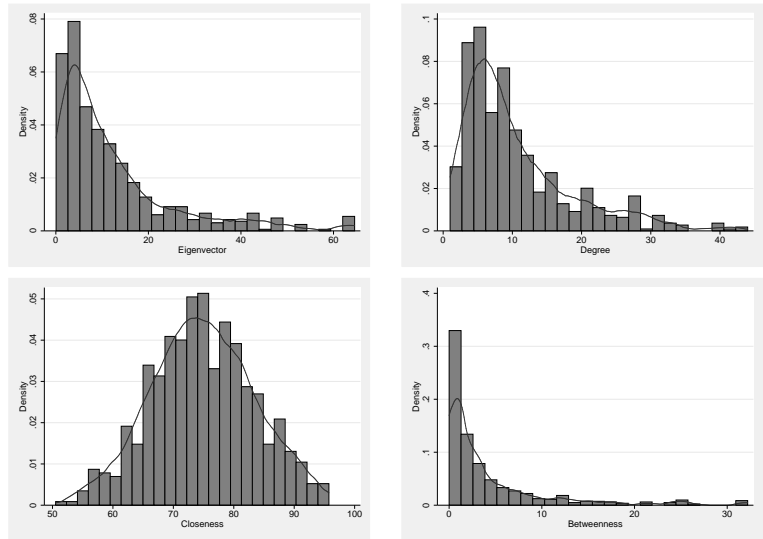 .08
.06
.04
.02
0
Density
0 20 40 60
Eigenvector
.1
.08
.06
.04
.02
0
Density
0 10 20 30 40
Degree
.05
.04
.03
.02
.01
0
Density
50 60 70 80 90 100
Closeness
.4
.3
.2
.1
0
Density
0 10 20 30
Betweenness